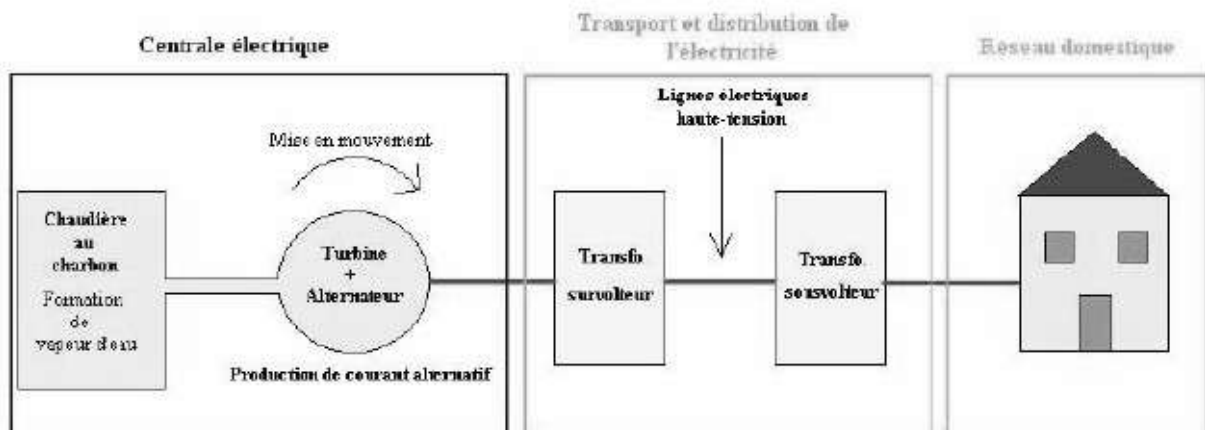 Centrale électrique
Transport et distribution de
l'électricité
Réseau domestique
Lignes électriques
haute-tension
Mise en mouvement
Chaudière
au
charbon
Formation
de
vapeur d'eau
Turbine
+
Alternateur
Production de courant alternatif
Transfo
survolteur
Transfo.
sousvolteur